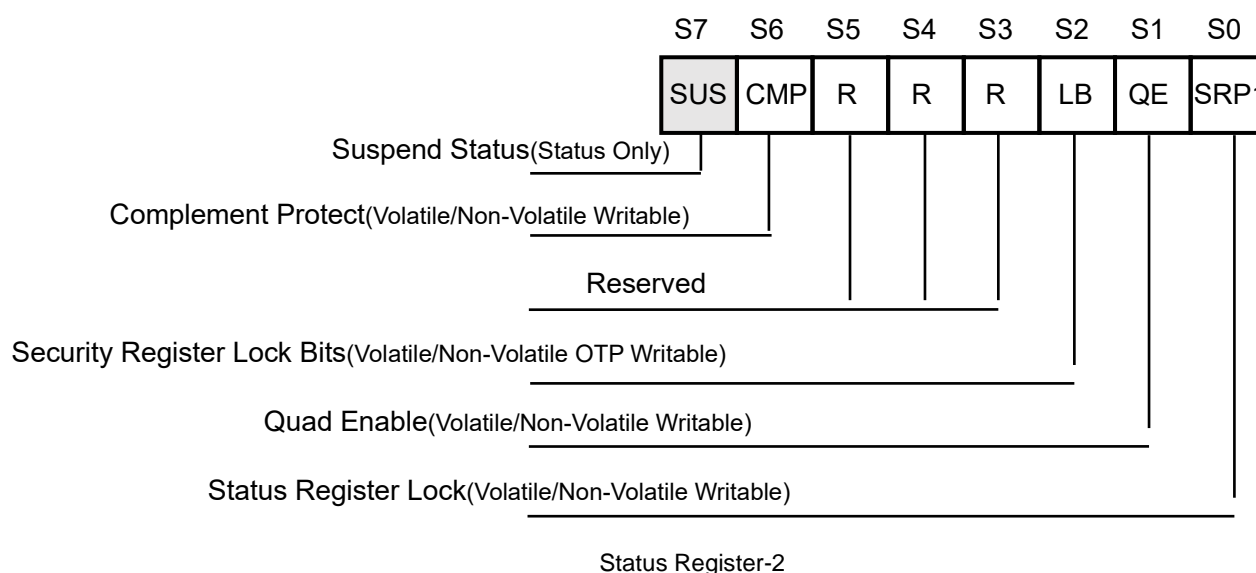 S7 S6 S5 S4 S3 S2 S1 S0
SUS CMP R R R LB QE SRP1
Suspend Status(Status Only)
Complement Protect(Volatile/Non-Volatile Writable)
Reserved
Security Register Lock Bits(Volatile/Non-Volatile OTP Writable)
Quad Enable(Volatile/Non-Volatile Writable)
Status Register Lock(Volatile/Non-Volatile Writable)
Status Register-2